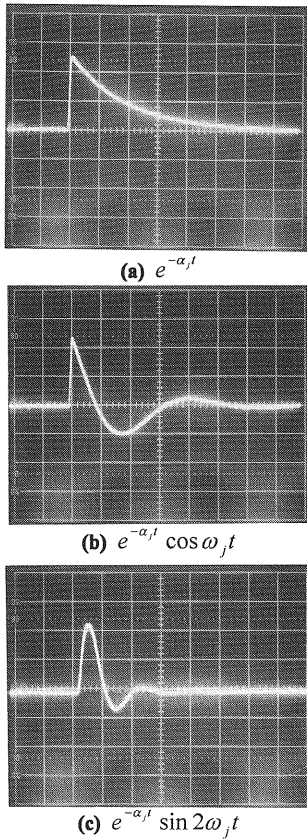 (a) e^{-α_j t}
(b) e^{-α_j t} cos ω_j t
(c) e^{-α_j t} sin 2ω_j t